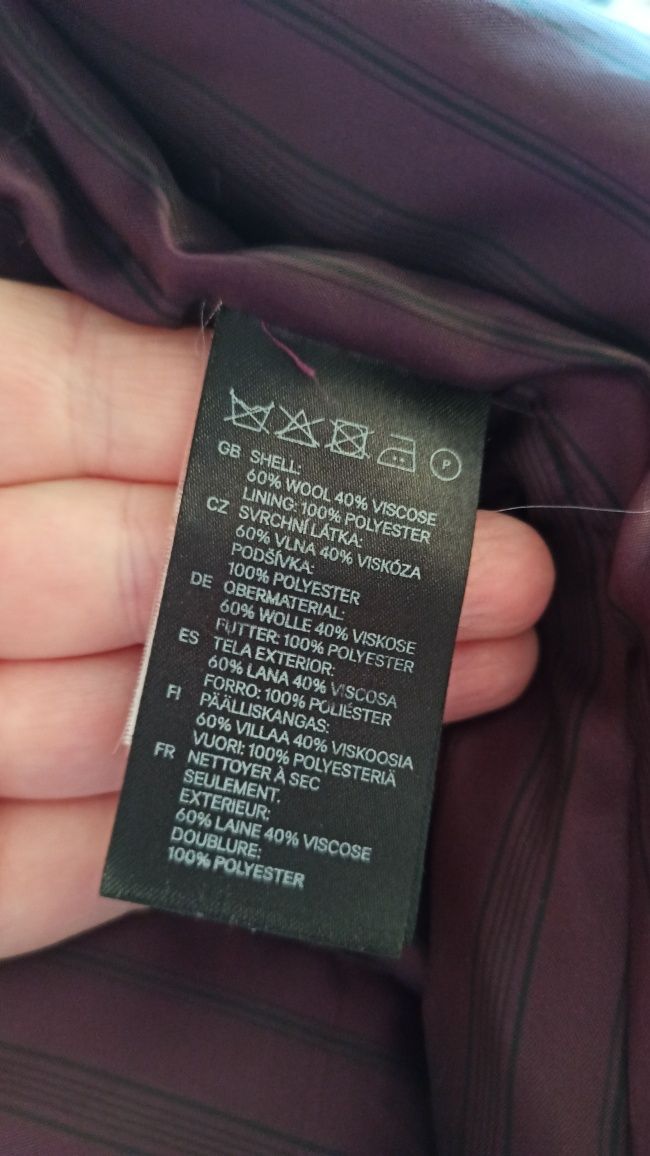 P
GB SHELL:
60% WOOL 40% VISCOSE
LINING: 100% POLYESTER
CZ SVRCHNÍ LÁTKA:
60% VLNA 40% VISKÓZA
PODŠÍVKA:
100% POLYESTER
DE OBERMATERIAL:
60% WOLLE 40% VISKOSE
FUTTER: 100% POLYESTER
ES TELA EXTERIOR:
60% LANA 40% VISCOSA
FORRO: 100% POLIÉSTER
FI PÄÄLLISKANGAS:
60% VILLAA 40% VISKOOSIA
VUORI: 100% POLYESTERIÄ
FR NETTOYER À SEC
SEULEMENT.
EXTERIEUR:
60% LAINE 40% VISCOSE
DOUBLURE:
100% POLYESTER